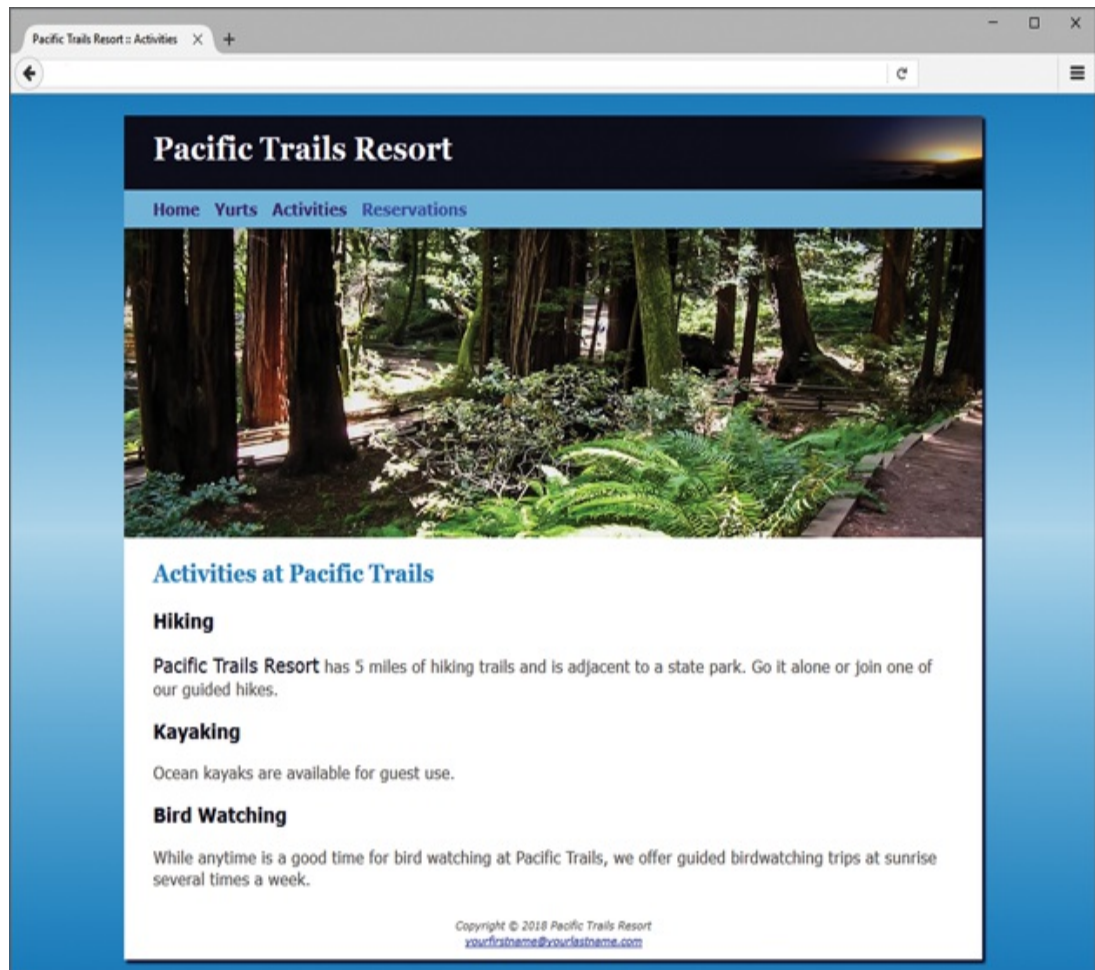 Pacific Trails Resort :: Activities
Pacific Trails Resort
Home Yurts Activities Reservations
Activities at Pacific Trails
Hiking
Pacific Trails Resort has 5 miles of hiking trails and is adjacent to a state park. Go it alone or join one of
our guided hikes.
Kayaking
Ocean kayaks are available for guest use.
Bird Watching
While anytime is a good time for bird watching at Pacific Trails, we offer guided birdwatching trips at sunrise
several times a week.
Copyright © 2018 Pacific Trails Resort
yourfirstname@yourlastname.com